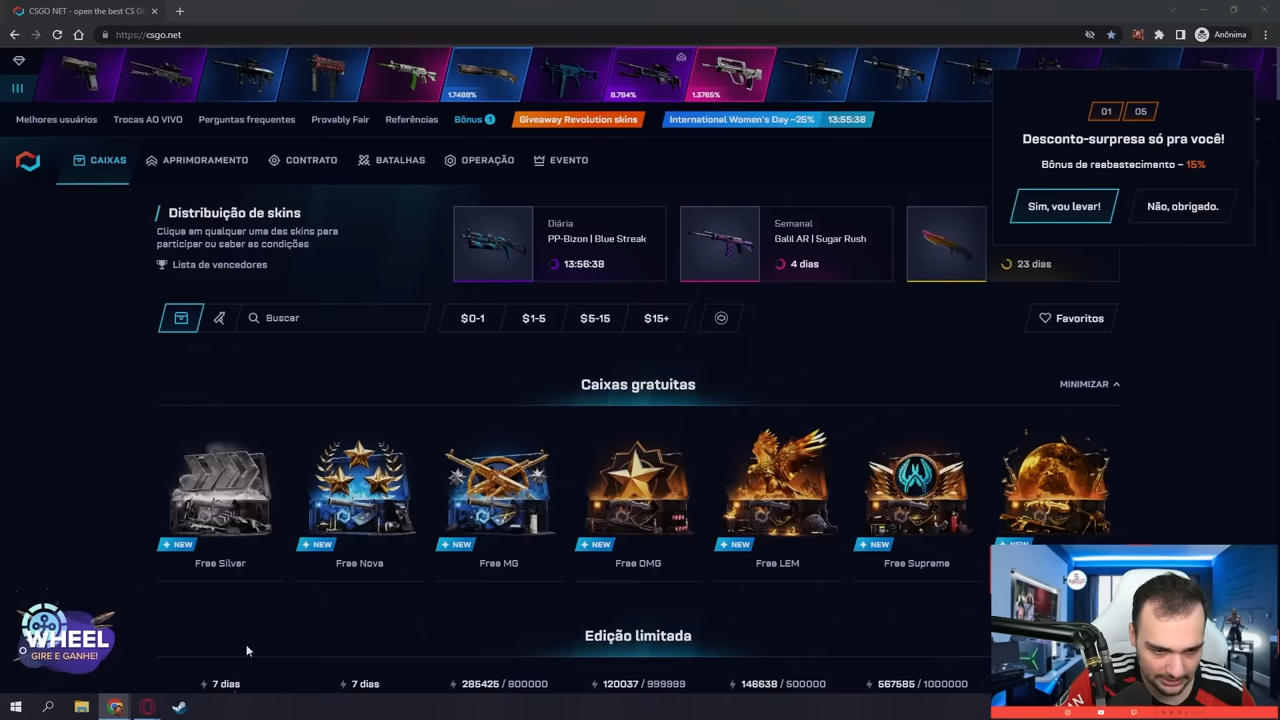 CSGO NET - open the best CS G
https://csgo.net
Anônima
1.7488%
8.784%
1.3765%
Melhores usuários
Trocas AO VIVO
Perguntas frequentes
Provably Fair
Referências
Bônus 1
Giveaway Revolution skins
International Women's Day −25% 13:55:38
01 05
Desconto-surpresa só pra você!
Bônus de reabastecimento − 15%
Sim, vou levar!
Não, obrigado.
CAIXAS
APRIMORAMENTO
CONTRATO
BATALHAS
OPERAÇÃO
EVENTO
Distribuição de skins
Clique em qualquer uma das skins para
participar ou saber as condições
Lista de vencedores
Diária
PP-Bizon | Blue Streak
13:56:38
Semanal
Galil AR | Sugar Rush
4 dias
23 dias
Buscar
$0-1
$1-5
$5-15
$15+
Favoritos
Caixas gratuitas
MINIMIZAR
NEW
NEW
NEW
NEW
NEW
NEW
Free Silver
Free Nova
Free MG
Free DMG
Free LEM
Free Supreme
WHEEL
GIRE E GANHE!
Edição limitada
7 dias
7 dias
285425 / 800000
120037 / 999999
146638 / 500000
567585 / 1000000